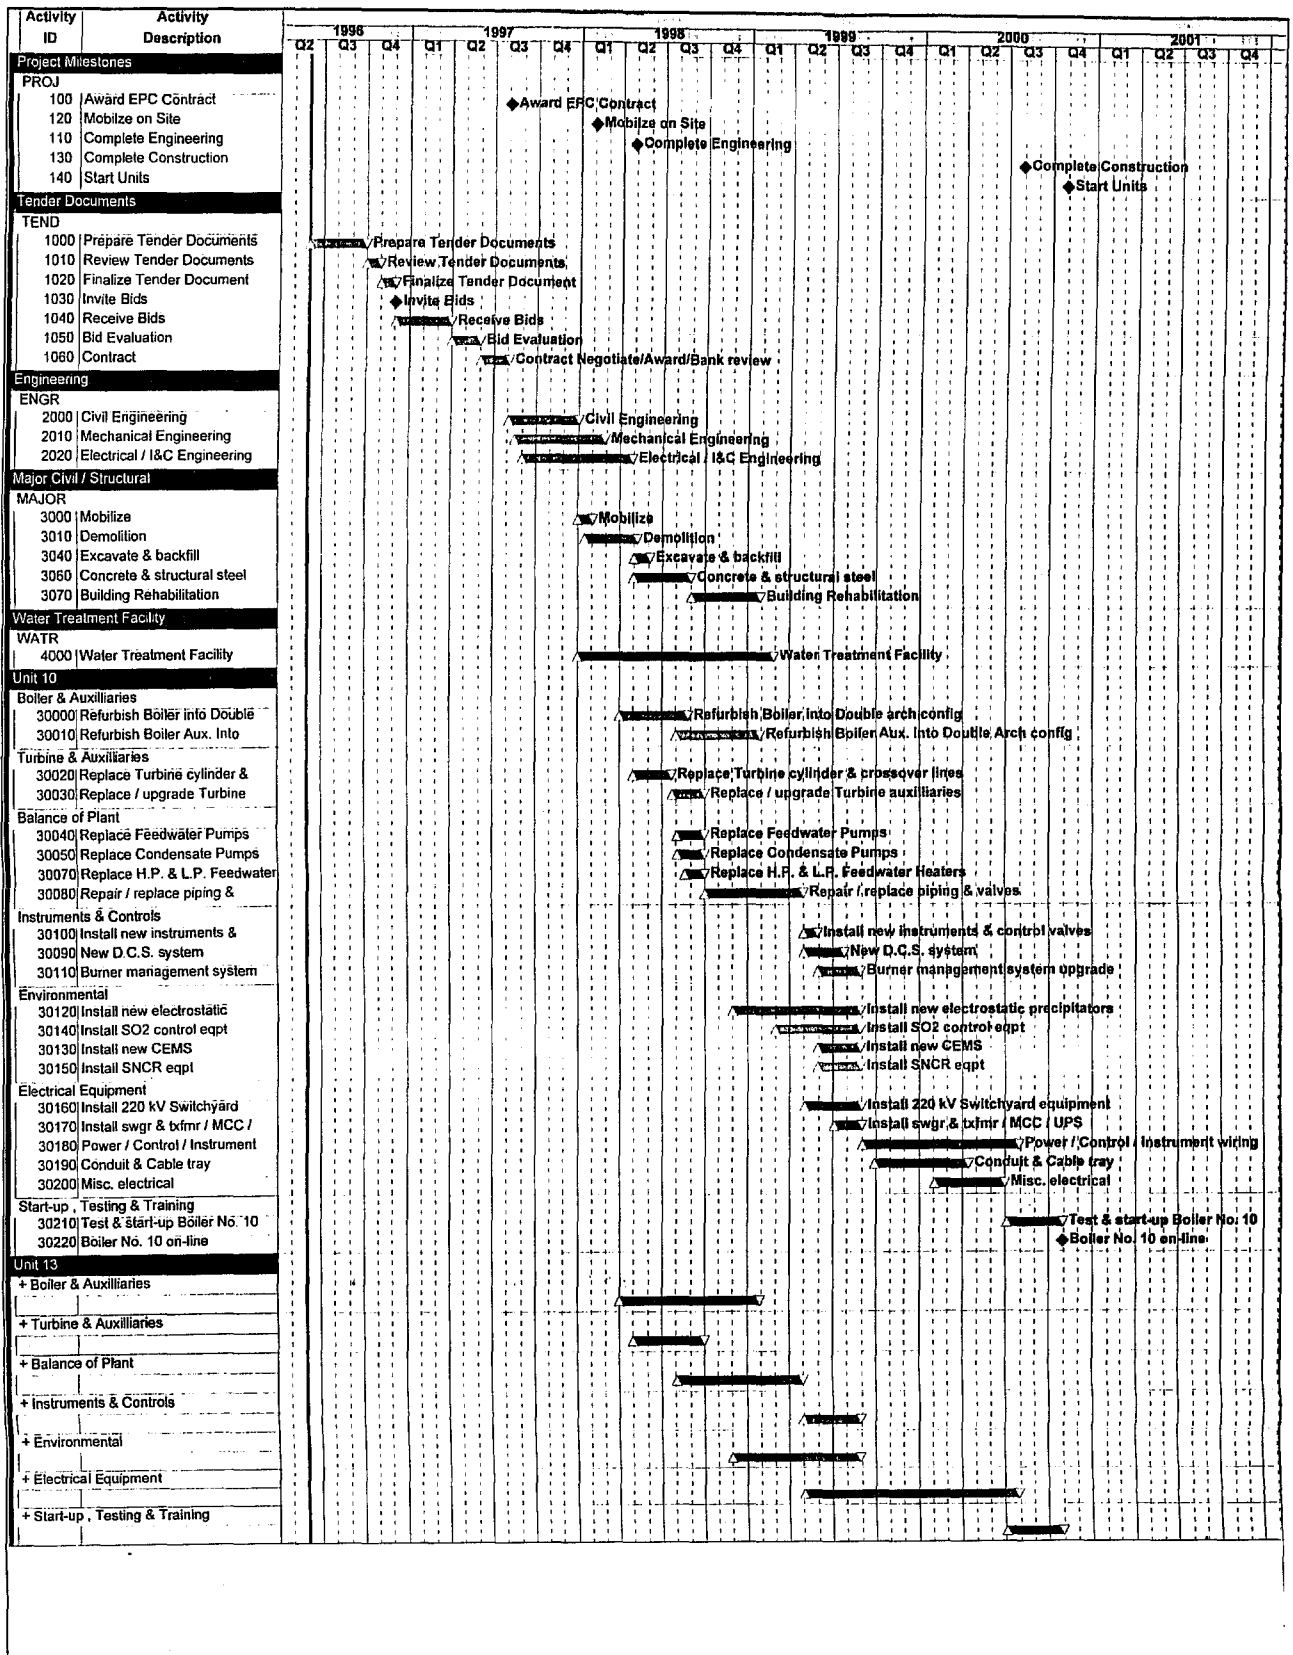 Activity ID Activity Description 1996 1997 1998 1999 2000 2001
Q2 Q3 Q4 Q1 Q2 Q3 Q4 Q1 Q2 Q3 Q4 Q1 Q2 Q3 Q4 Q1 Q2 Q3 Q4 Q1 Q2 Q3 Q4
Project Milestones
PROJ
100 Award EPC Contract Award EPC Contract
120 Mobilze on Site Mobilze on Site
110 Complete Engineering Complete Engineering
130 Complete Construction Complete Construction
140 Start Units Start Units
Tender Documents
TEND
1000 Prepare Tender Documents Prepare Tender Documents
1010 Review Tender Documents Review Tender Documents
1020 Finalize Tender Document Finalize Tender Document
1030 Invite Bids Invite Bids
1040 Receive Bids Receive Bids
1050 Bid Evaluation Bid Evaluation
1060 Contract Contract Negotiate/Award/Bank review
Engineering
ENGR
2000 Civil Engineering Civil Engineering
2010 Mechanical Engineering Mechanical Engineering
2020 Electrical / I&C Engineering Electrical / I&C Engineering
Major Civil / Structural
MAJOR
3000 Mobilize Mobilize
3010 Demolition Demolition
3040 Excavate & backfill Excavate & backfill
3060 Concrete & structural steel Concrete & structural steel
3070 Building Rehabilitation Building Rehabilitation
Water Treatment Facility
WATR
4000 Water Treatment Facility Water Treatment Facility
Unit 10
Boiler & Auxilliaries
30000 Refurbish Boiler into Double Refurbish Boiler into Double arch config
30010 Refurbish Boiler Aux. Into Refurbish Boiler Aux. Into Double Arch config
Turbine & Auxilliaries
30020 Replace Turbine cylinder & Replace Turbine cylinder & crossover lines
30030 Replace / upgrade Turbine Replace / upgrade Turbine auxiliaries
Balance of Plant
30040 Replace Feedwater Pumps Replace Feedwater Pumps
30050 Replace Condensate Pumps Replace Condensate Pumps
30070 Replace H.P. & L.P. Feedwater Replace H.P. & L.P. Feedwater Heaters
30080 Repair / replace piping & Repair / replace piping & valves
Instruments & Controls
30100 Install new instruments & Install new instruments & control valves
30090 New D.C.S. system New D.C.S. system
30110 Burner management system Burner management system upgrade
Environmental
30120 Install new electrostatic Install new electrostatic precipitators
30140 Install SO2 control eqpt Install SO2 control eqpt
30130 Install new CEMS Install new CEMS
30150 Install SNCR eqpt Install SNCR eqpt
Electrical Equipment
30160 Install 220 kV Switchyard Install 220 kV Switchyard equipment
30170 Install swgr & txfmr / MCC / Install swgr & txfmr / MCC / UPS
30180 Power / Control / Instrument Power / Control / Instrument wiring
30190 Conduit & Cable tray Conduit & Cable tray
30200 Misc. electrical Misc. electrical
Start-up , Testing & Training
30210 Test & start-up Boiler No. 10 Test & start-up Boiler No. 10
30220 Boiler No. 10 on-line Boiler No. 10 on-line
Unit 13
+ Boiler & Auxilliaries
+ Turbine & Auxilliaries
+ Balance of Plant
+ Instruments & Controls
+ Environmental
+ Electrical Equipment
+ Start-up , Testing & Training